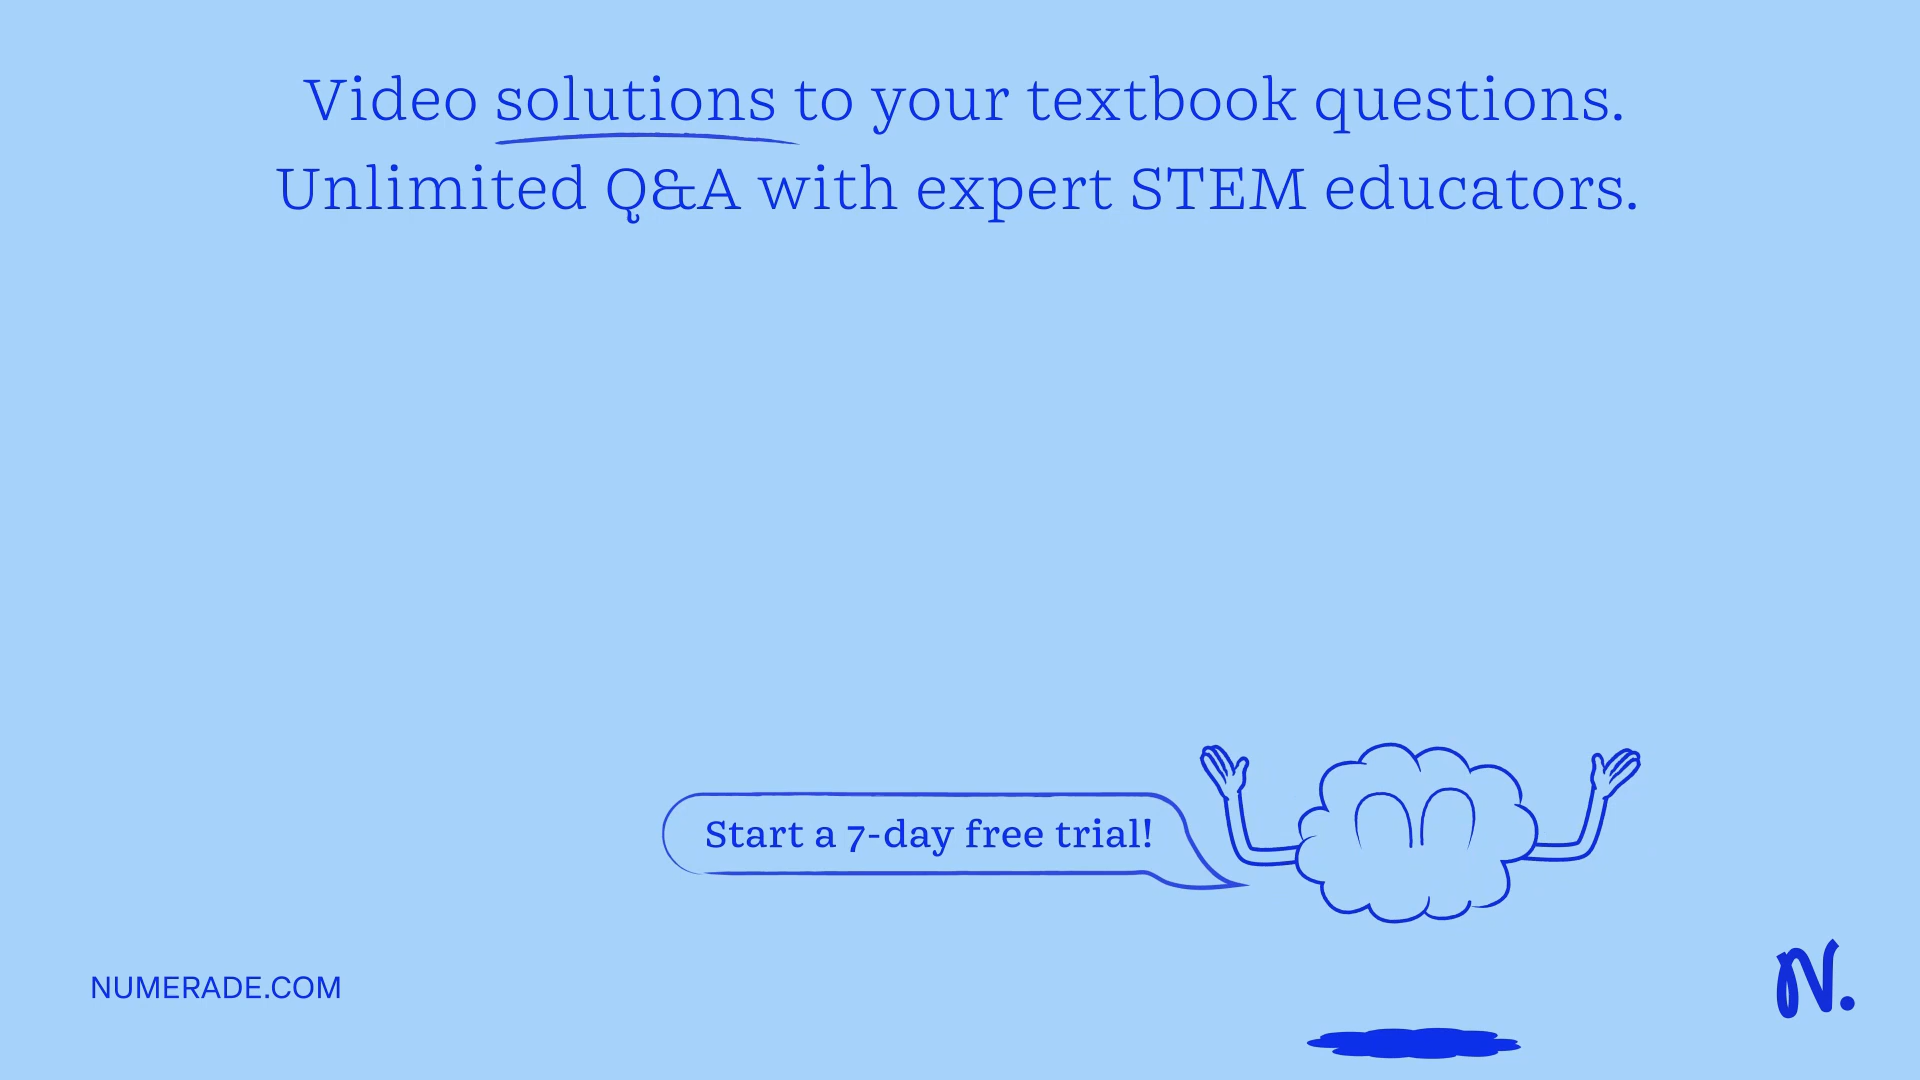 Video solutions to your textbook questions.
Unlimited Q&A with expert STEM educators.
Start a 7-day free trial!
NUMERADE.COM
N.